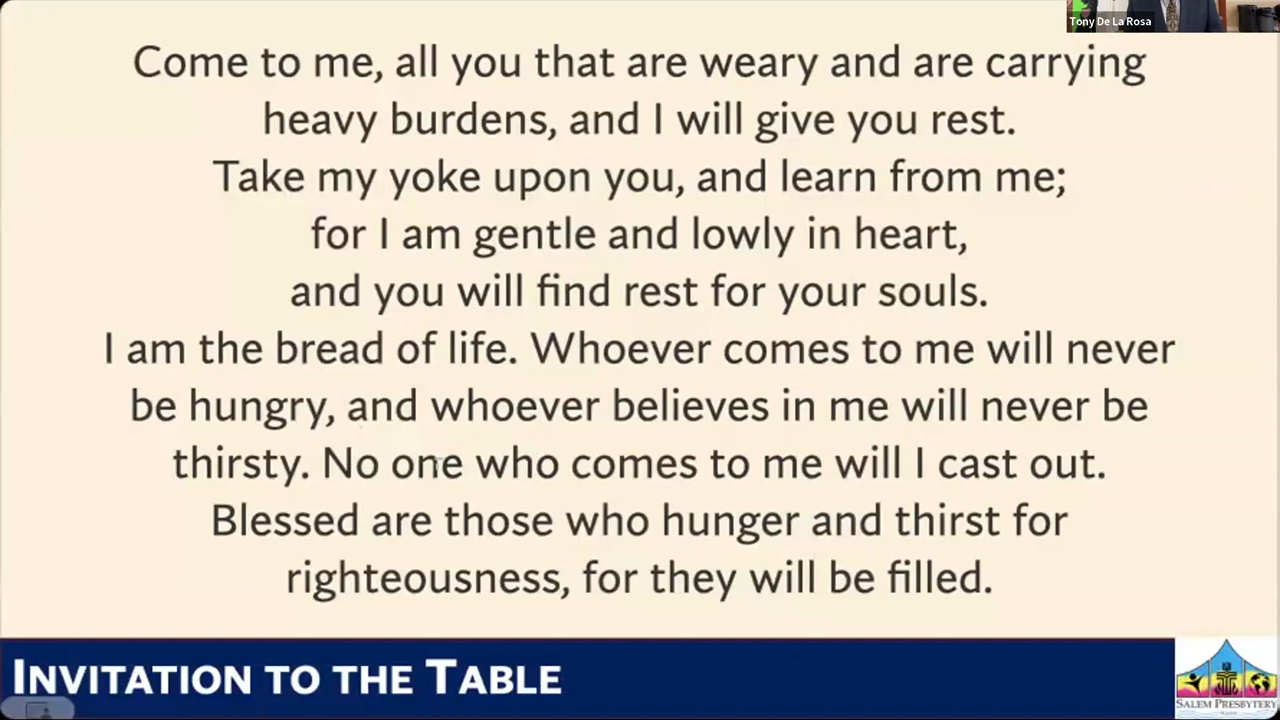 Tony De La Rosa
Come to me, all you that are weary and are carrying
heavy burdens, and I will give you rest.
Take my yoke upon you, and learn from me;
for I am gentle and lowly in heart,
and you will find rest for your souls.
I am the bread of life. Whoever comes to me will never
be hungry, and whoever believes in me will never be
thirsty. No one who comes to me will I cast out.
Blessed are those who hunger and thirst for
righteousness, for they will be filled.
INVITATION TO THE TABLE
SALEM PRESBYTERY